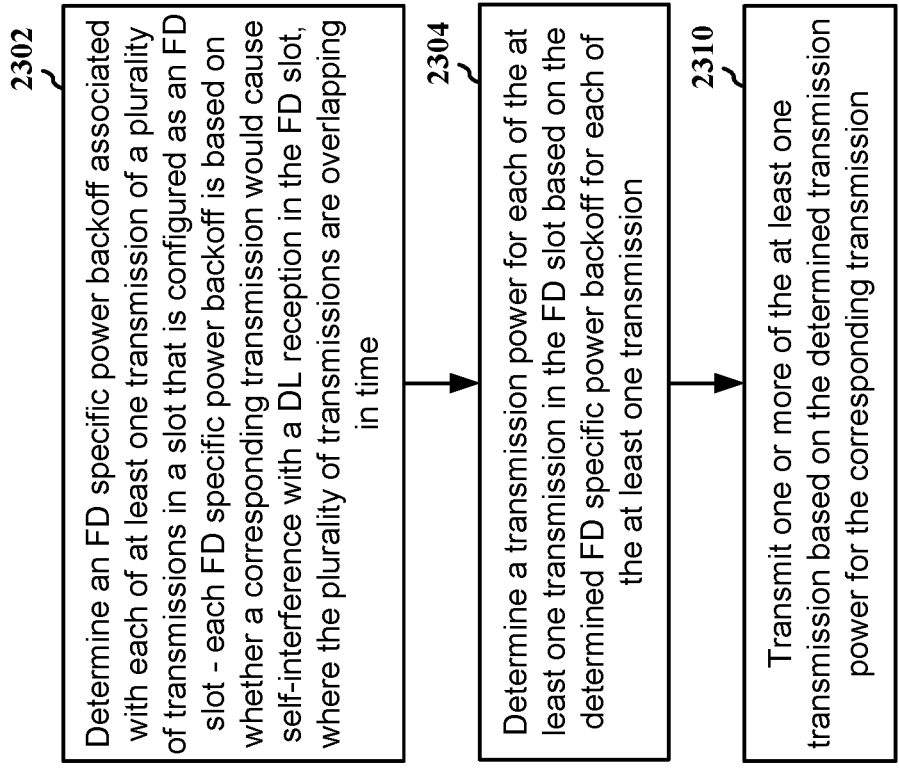 2302
Determine an FD specific power backoff associated
with each of at least one transmission of a plurality
of transmissions in a slot that is configured as an FD
slot - each FD specific power backoff is based on
whether a corresponding transmission would cause
self-interference with a DL reception in the FD slot,
where the plurality of transmissions are overlapping
in time
2304
Determine a transmission power for each of the at
least one transmission in the FD slot based on the
determined FD specific power backoff for each of
the at least one transmission
2310
Transmit one or more of the at least one
transmission based on the determined transmission
power for the corresponding transmission